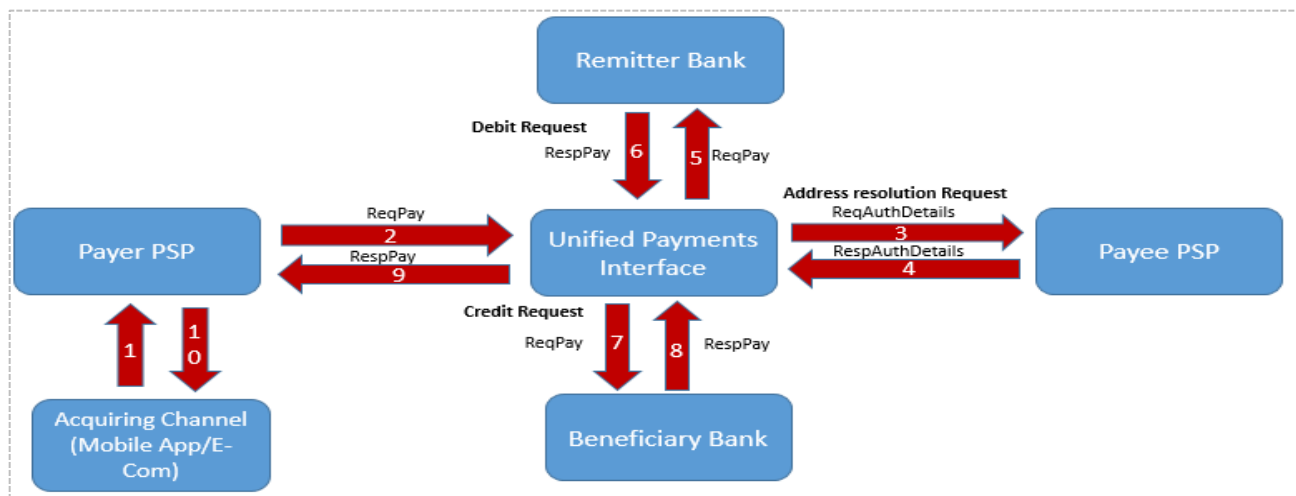 Remitter Bank
Debit Request
RespPay
6
5
ReqPay
Address resolution Request
ReqAuthDetails
3
RespAuthDetails
4
ReqPay
2
RespPay
9
Payer PSP
Unified Payments
Interface
Payee PSP
Credit Request
ReqPay
7
8
RespPay
1
1
0
Acquiring Channel
(Mobile App/E-
Com)
Beneficiary Bank